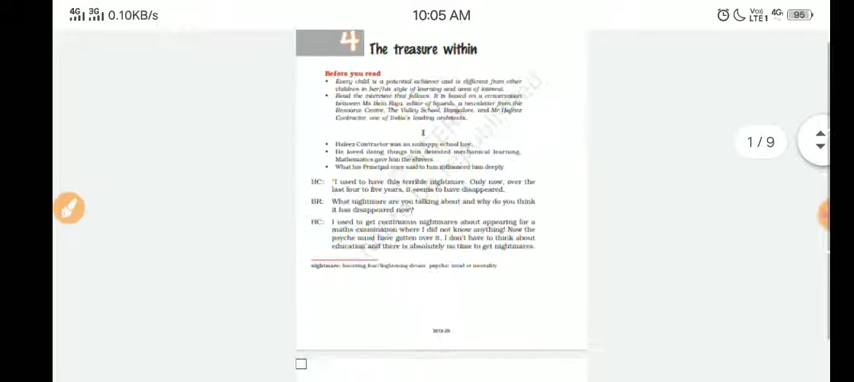 4G 3G 0.10KB/s 10:05 AM Vo) LTE1 4G 95
4 The treasure within
Before you read
• Every child is a potential achiever and is different from other
children in her/his style of learning and area of interest.
• Read the interview that follows. It is based on a conversation
between Ms Bela Raja, editor of Sparsh, a newsletter from the
Resource Centre, The Valley School, Bangalore, and Mr Hafeez
Contractor, one of India's leading architects.
I
• Hafeez Contractor was an unhappy school boy.
• He loved doing things but detested mechanical learning.
Mathematics gave him the shivers.
• What his Principal once said to him influenced him deeply.
HC: "I used to have this terrible nightmare. Only now, over the
last four to five years, it seems to have disappeared.
BR: What nightmare are you talking about and why do you think
it has disappeared now?
HC: I used to get continuous nightmares about appearing for a
maths examination where I did not know anything! Now the
psyche must have gotten over it, I don't have to think about
education and there is absolutely no time to get nightmares.
nightmare: haunting fear/frightening dream psyche: mind or mentality
1/9